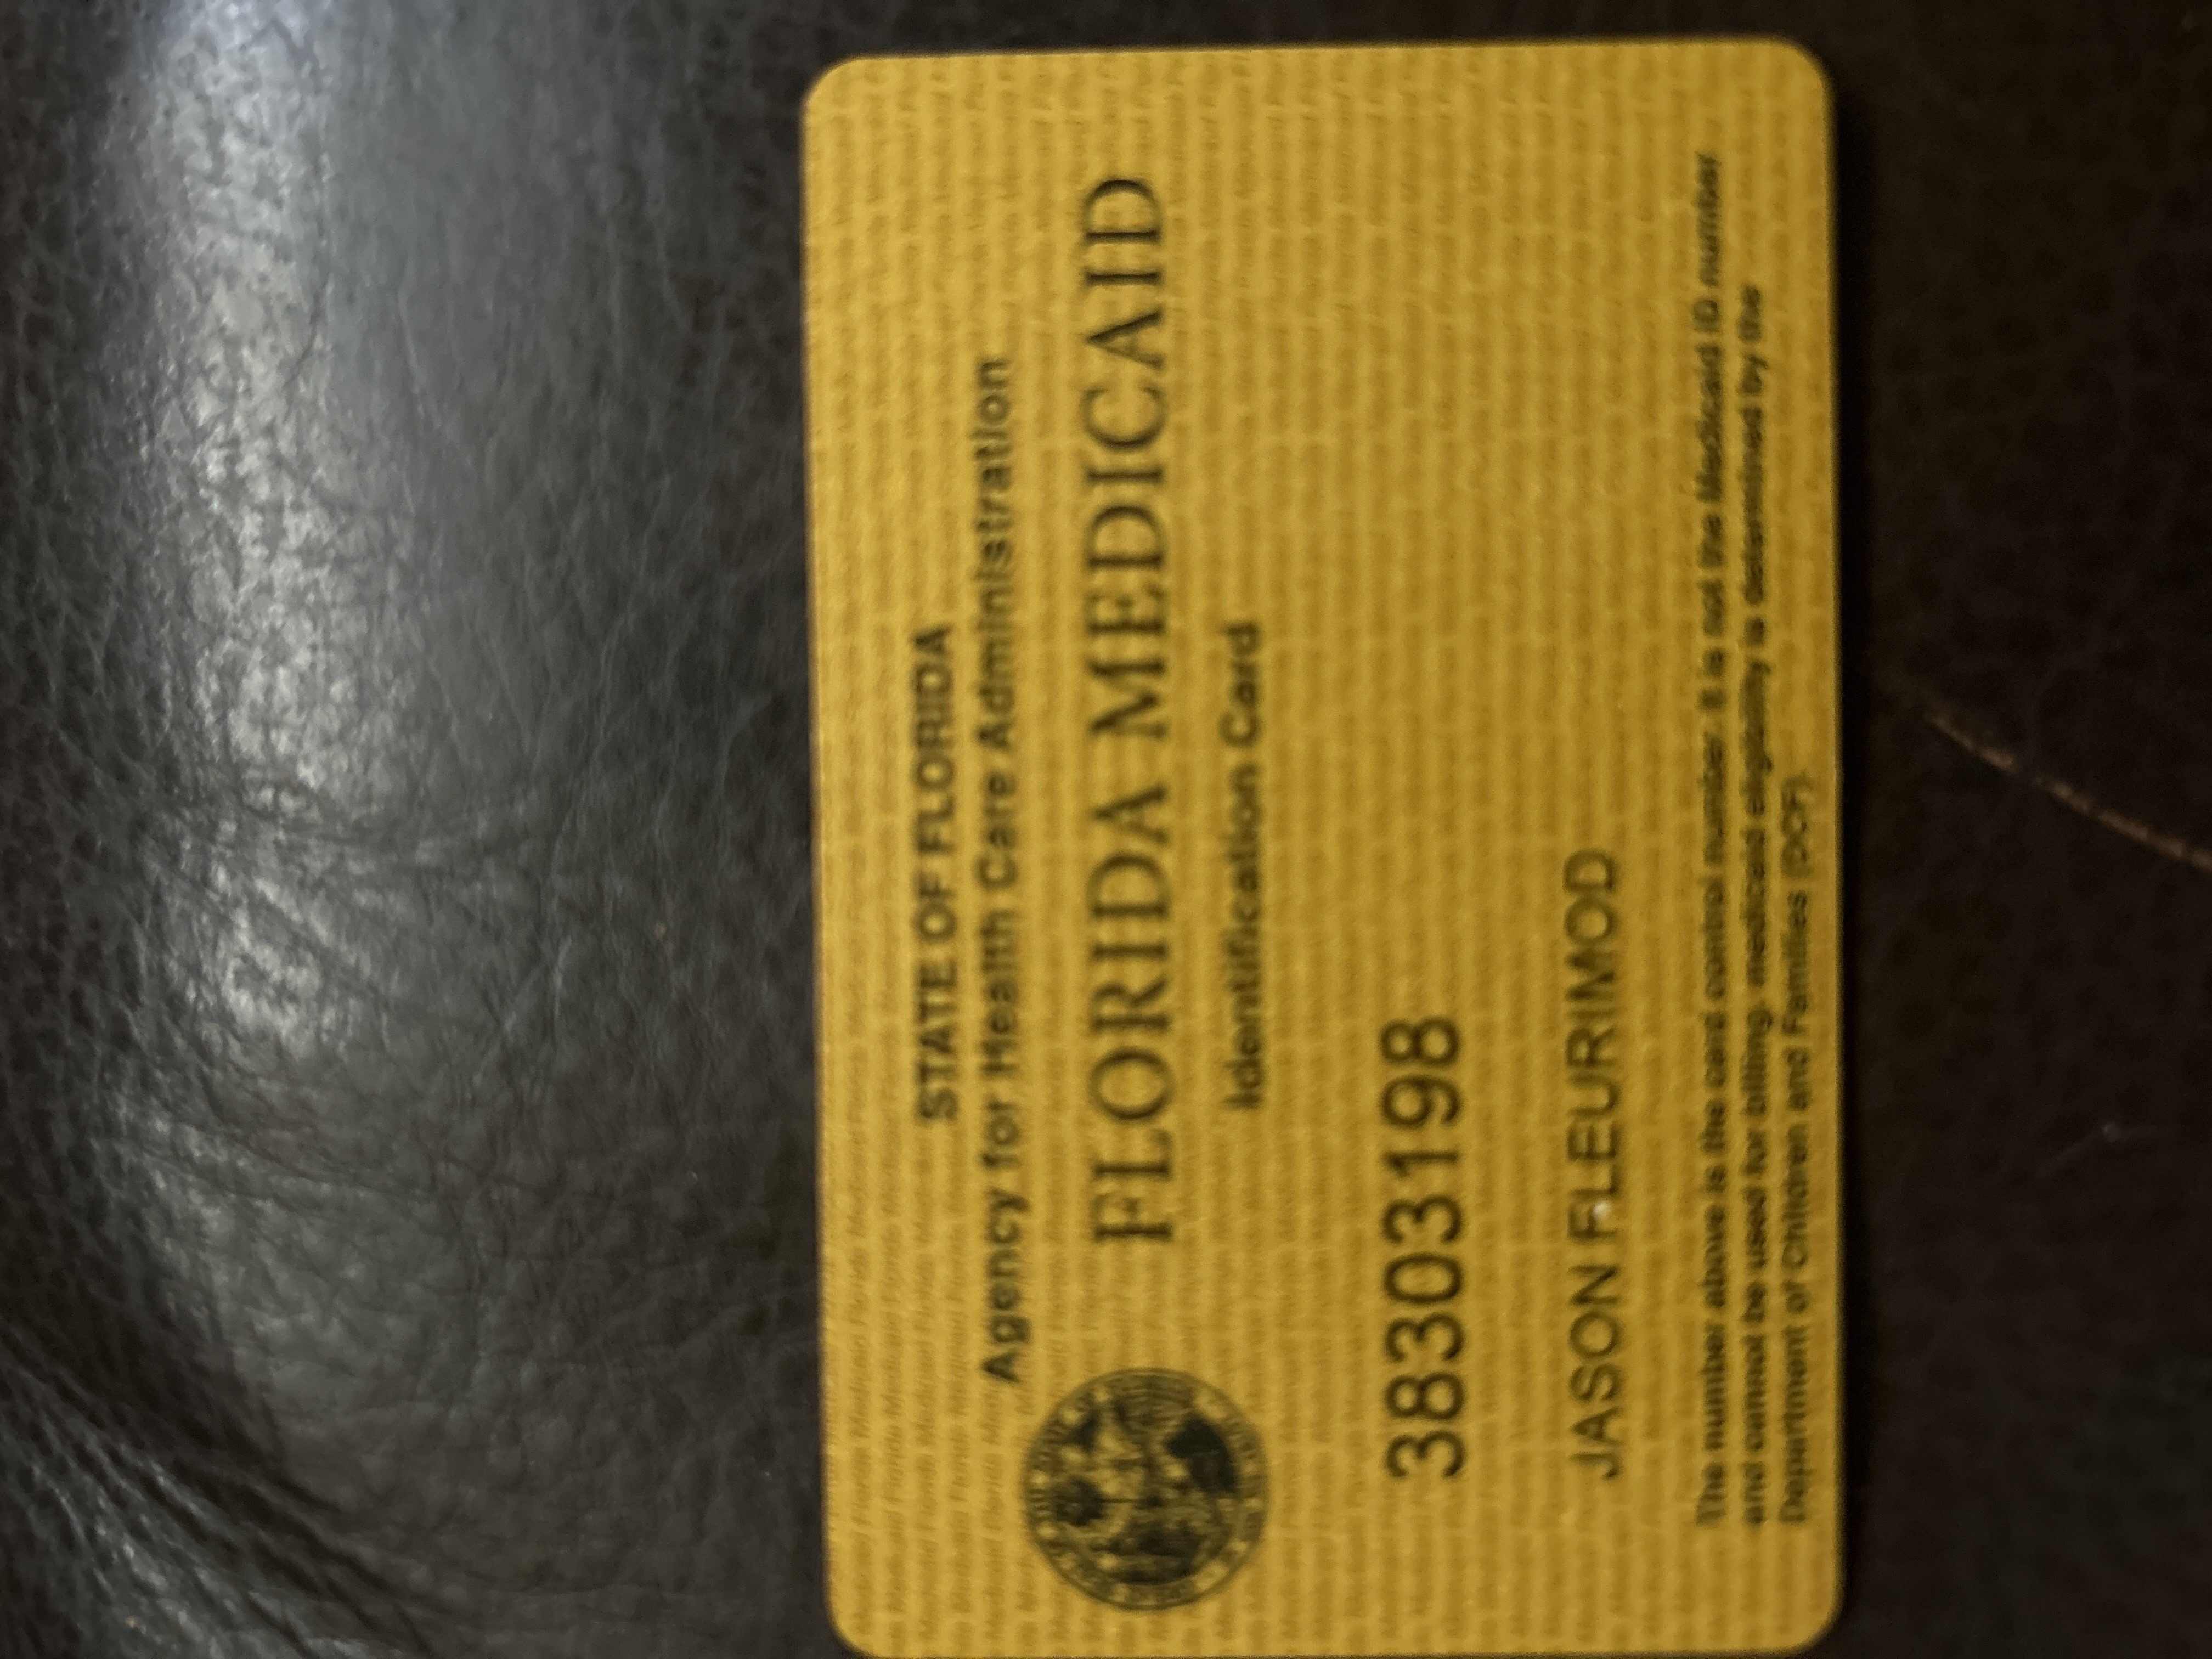 STATE OF FLORIDA
Agency for Health Care Administration
FLORIDA MEDICAID
Identification Card
383303198
JASON FLEURIMOD
The number above is the card control number. It is not the Medicaid ID number
and cannot be used for billing. medicaid eligibility is determined by the
Department of Children and Families (DCF).